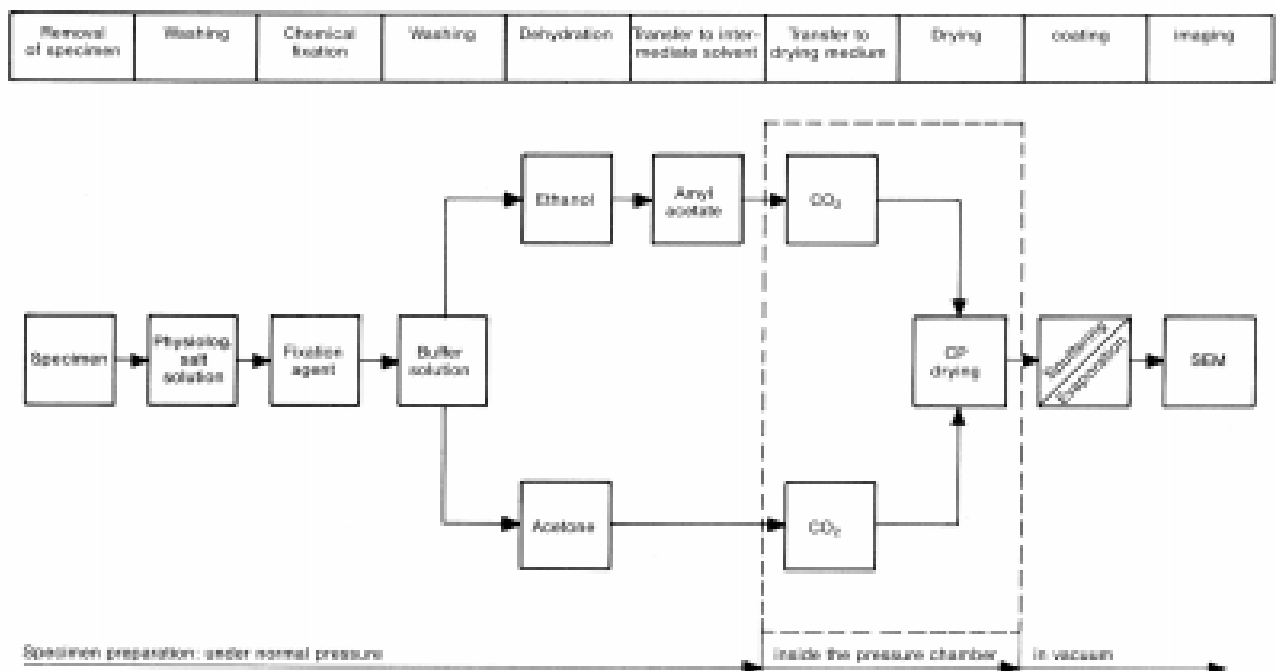 Removal
of specimen
Washing
Chemical
fixation
Washing
Dehydration
Transfer to inter-
mediate solvent
Transfer to
drying medium
Drying
coating
imaging
Ethanol
Amyl
acetate
CO₂
Specimen
Physiolog.
salt
solution
Fixation
agent
Buffer
solution
CP
drying
Sputtering
Evaporation
SEM
Acetone
CO₂
Specimen preparation: under normal pressure
inside the pressure chamber
in vacuum